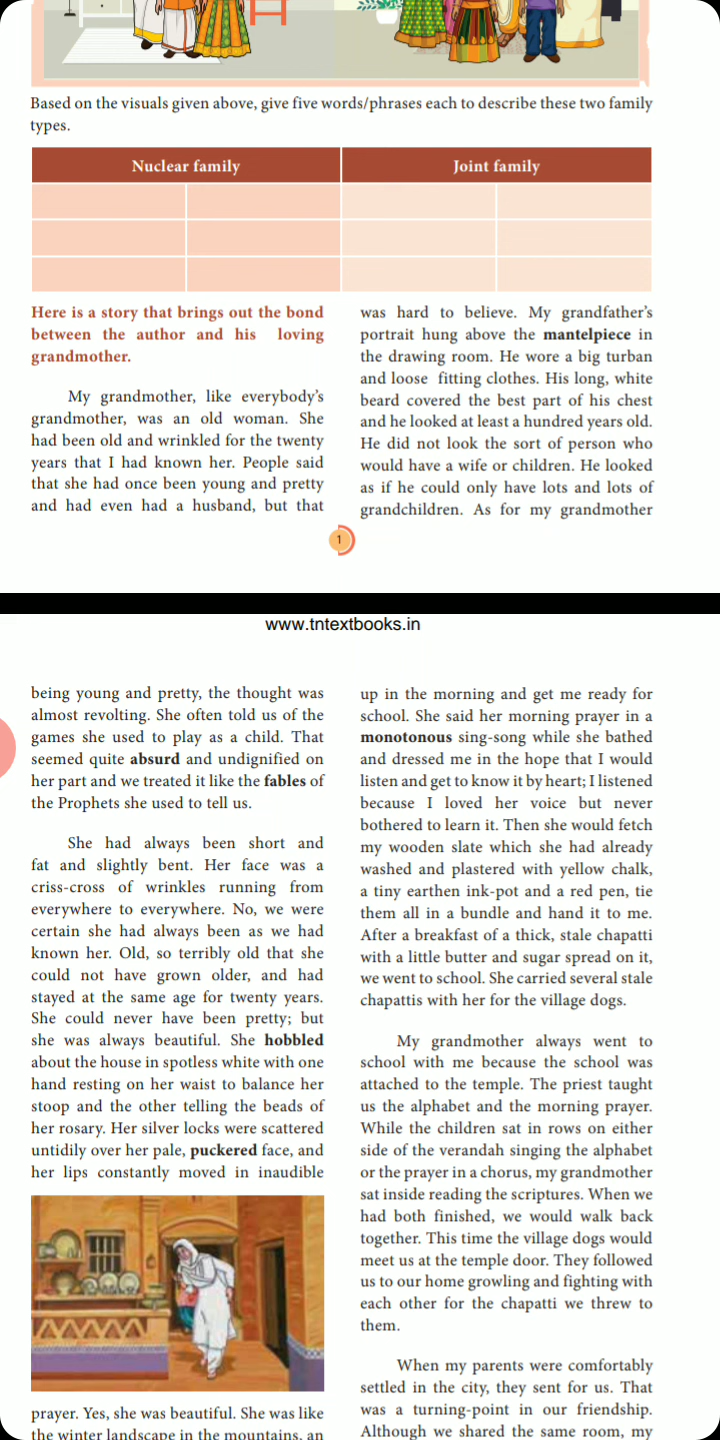 Based on the visuals given above, give five words/phrases each to describe these two family
types.
Nuclear family
Joint family
Here is a story that brings out the bond
between the author and his loving
grandmother.
My grandmother, like everybody's
grandmother, was an old woman. She
had been old and wrinkled for the twenty
years that I had known her. People said
that she had once been young and pretty
and had even had a husband, but that
was hard to believe. My grandfather's
portrait hung above the mantelpiece in
the drawing room. He wore a big turban
and loose fitting clothes. His long, white
beard covered the best part of his chest
and he looked at least a hundred years old.
He did not look the sort of person who
would have a wife or children. He looked
as if he could only have lots and lots of
grandchildren. As for my grandmother
1
www.tntextbooks.in
being young and pretty, the thought was
almost revolting. She often told us of the
games she used to play as a child. That
seemed quite absurd and undignified on
her part and we treated it like the fables of
the Prophets she used to tell us.
She had always been short and
fat and slightly bent. Her face was a
criss-cross of wrinkles running from
everywhere to everywhere. No, we were
certain she had always been as we had
known her. Old, so terribly old that she
could not have grown older, and had
stayed at the same age for twenty years.
She could never have been pretty; but
she was always beautiful. She hobbled
about the house in spotless white with one
hand resting on her waist to balance her
stoop and the other telling the beads of
her rosary. Her silver locks were scattered
untidily over her pale, puckered face, and
her lips constantly moved in inaudible
prayer. Yes, she was beautiful. She was like
the winter landscape in the mountains, an
up in the morning and get me ready for
school. She said her morning prayer in a
monotonous sing-song while she bathed
and dressed me in the hope that I would
listen and get to know it by heart; I listened
because I loved her voice but never
bothered to learn it. Then she would fetch
my wooden slate which she had already
washed and plastered with yellow chalk,
a tiny earthen ink-pot and a red pen, tie
them all in a bundle and hand it to me.
After a breakfast of a thick, stale chapatti
with a little butter and sugar spread on it,
we went to school. She carried several stale
chapattis with her for the village dogs.
My grandmother always went to
school with me because the school was
attached to the temple. The priest taught
us the alphabet and the morning prayer.
While the children sat in rows on either
side of the verandah singing the alphabet
or the prayer in a chorus, my grandmother
sat inside reading the scriptures. When we
had both finished, we would walk back
together. This time the village dogs would
meet us at the temple door. They followed
us to our home growling and fighting with
each other for the chapatti we threw to
them.
When my parents were comfortably
settled in the city, they sent for us. That
was a turning-point in our friendship.
Although we shared the same room, my